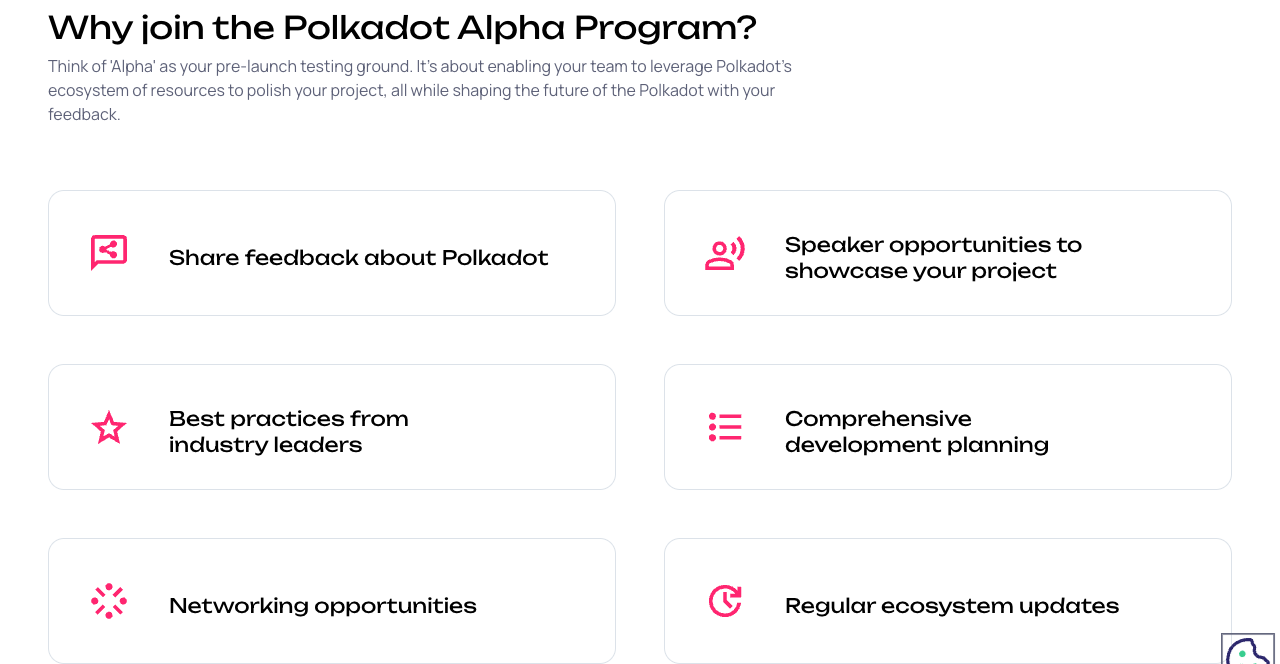 Why join the Polkadot Alpha Program?
Think of 'Alpha' as your pre-launch testing ground. It's about enabling your team to leverage Polkadot's
ecosystem of resources to polish your project, all while shaping the future of the Polkadot with your
feedback.
Share feedback about Polkadot
Speaker opportunities to
showcase your project
Best practices from
industry leaders
Comprehensive
development planning
Networking opportunities
Regular ecosystem updates